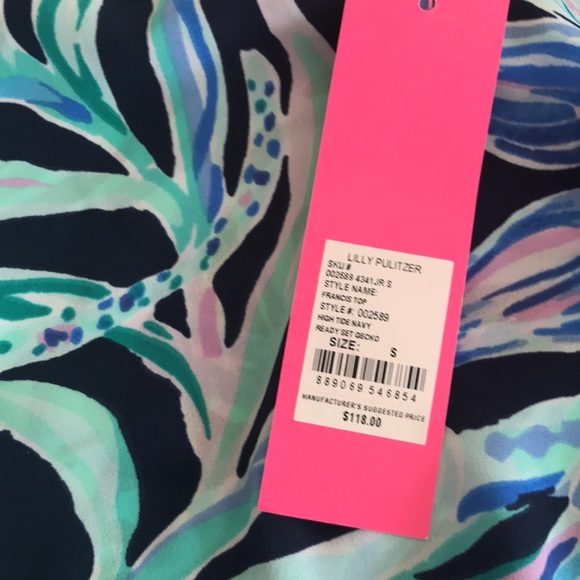 LILLY PULITZER
SKU #
002589 4341JR S
STYLE NAME:
FRANCIS TOP
STYLE #: 002589
HIGH TIDE NAVY
READY SET GECKO
SIZE: S
889069 546854
MANUFACTURER'S SUGGESTED PRICE
$118.00